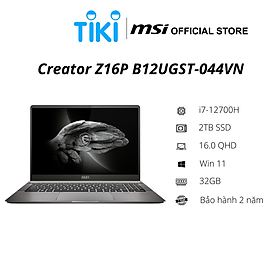 TIKI msi OFFICIAL STORE
Creator Z16P B12UGST-044VN
i7-12700H
2TB SSD
16.0 QHD
Win 11
32GB
Bảo hành 2 năm
msi